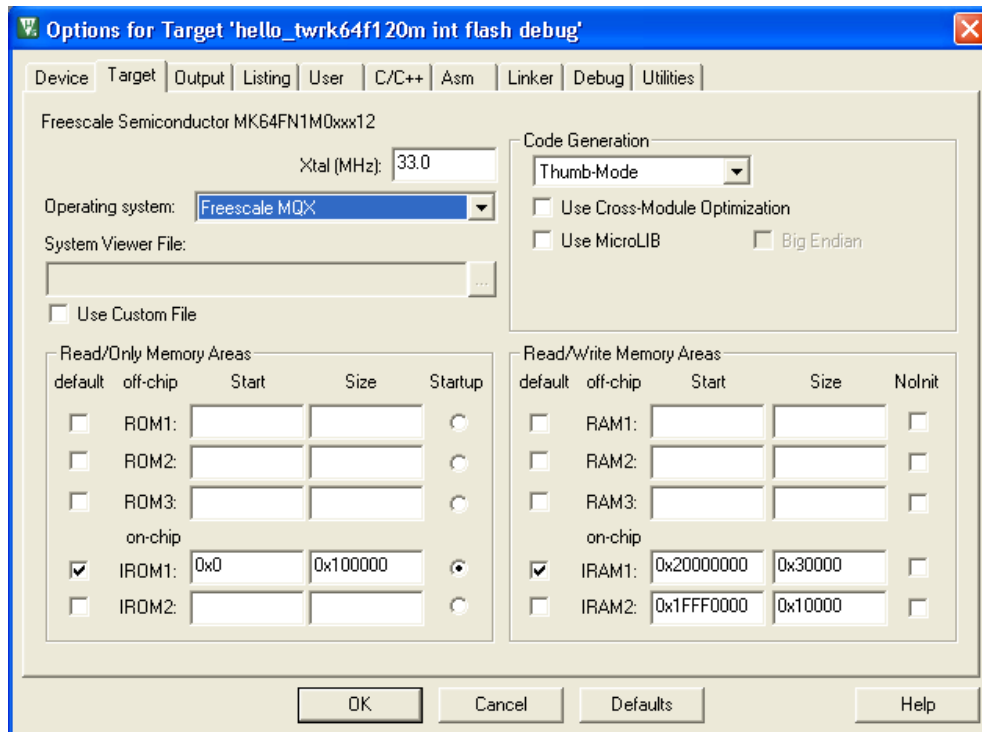 Options for Target 'hello_twrk64f120m int flash debug'
Device Target Output Listing User C/C++ Asm Linker Debug Utilities
Freescale Semiconductor MK64FN1M0xxx12
Xtal (MHz): 33.0
Operating system: Freescale MQX
System Viewer File:
...
Use Custom File
Code Generation
Thumb-Mode
Use Cross-Module Optimization
Use MicroLIB Big Endian
Read/Only Memory Areas
default off-chip Start Size Startup
ROM1:
ROM2:
ROM3:
on-chip
IROM1: 0x0 0x100000
IROM2:
Read/Write Memory Areas
default off-chip Start Size NoInit
RAM1:
RAM2:
RAM3:
on-chip
IRAM1: 0x20000000 0x30000
IRAM2: 0x1FFF0000 0x10000
OK Cancel Defaults Help